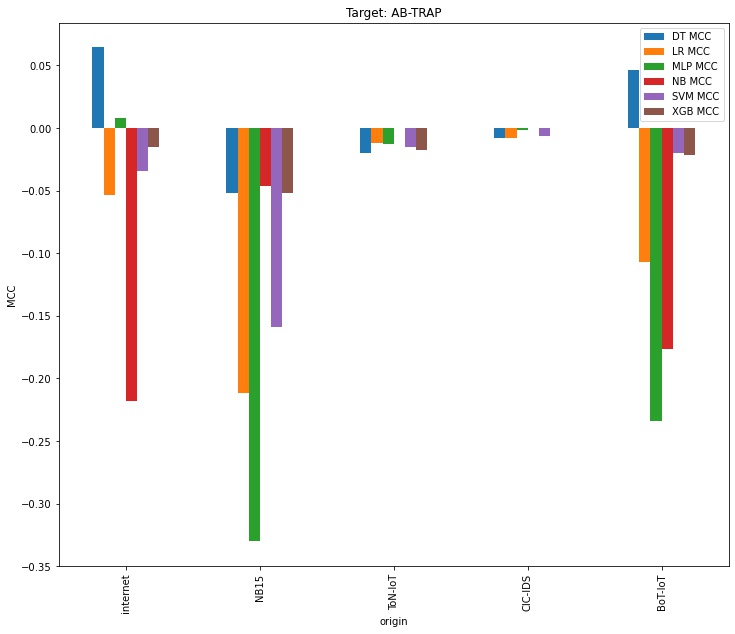 Target: AB-TRAP
DT MCC
LR MCC
MLP MCC
NB MCC
SVM MCC
XGB MCC
0.05
0.00
−0.05
−0.10
−0.15
−0.20
−0.25
−0.30
−0.35
MCC
internet
NB15
ToN-IoT
CIC-IDS
BoT-IoT
origin